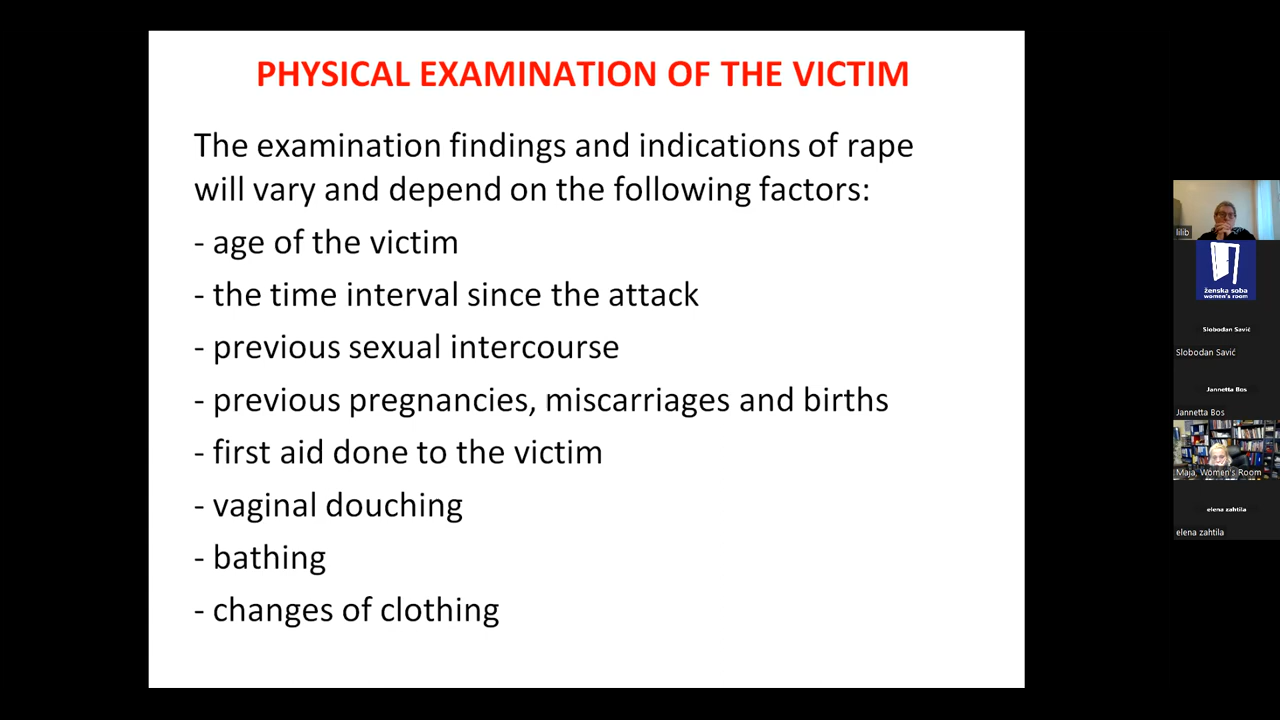 PHYSICAL EXAMINATION OF THE VICTIM
The examination findings and indications of rape
will vary and depend on the following factors:
- age of the victim
- the time interval since the attack
- previous sexual intercourse
- previous pregnancies, miscarriages and births
- first aid done to the victim
- vaginal douching
- bathing
- changes of clothing
lilib
ženska soba
women's room
Slobodan Savić
Slobodan Savić
Jannetta Bos
Jannetta Bos
Maja, Women's Room
elena zahtila
elena zahtila